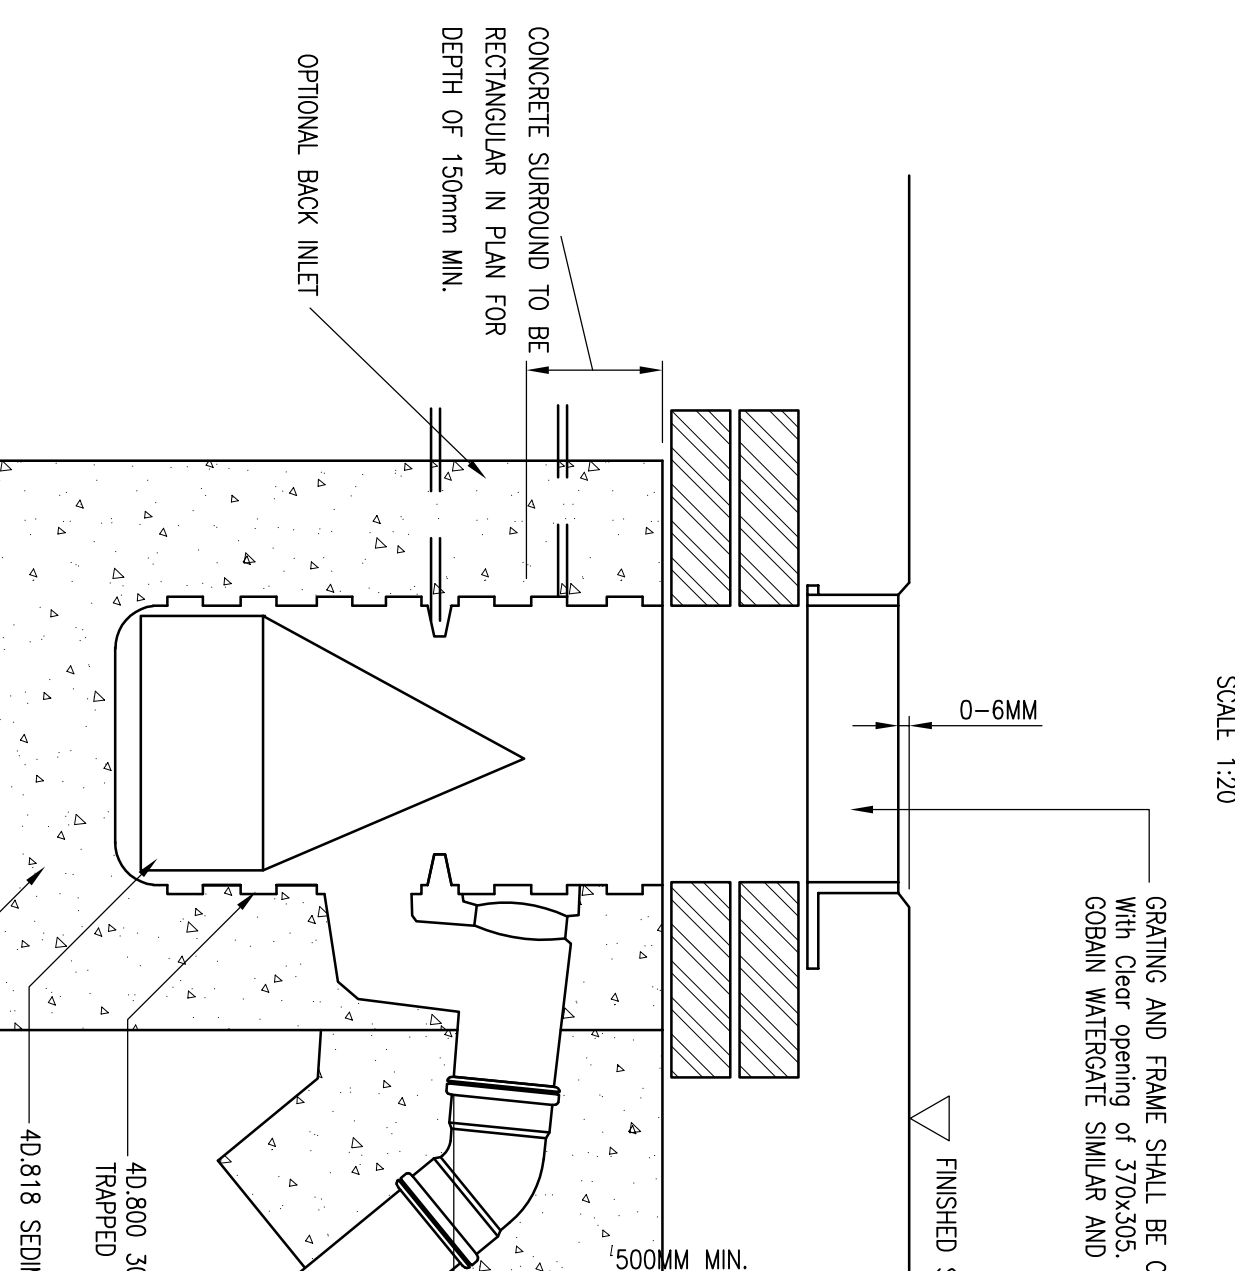 SCALE 1:20
GRATING AND FRAME SHALL BE
With Clear opening of 370x305.
GOBAIN WATERGATE SIMILAR AND
0-6MM
FINISHED
CONCRETE SURROUND TO BE
RECTANGULAR IN PLAN FOR
DEPTH OF 150mm MIN.
OPTIONAL BACK INLET
500MM MIN.
4D.800
TRAPPED
4D.818